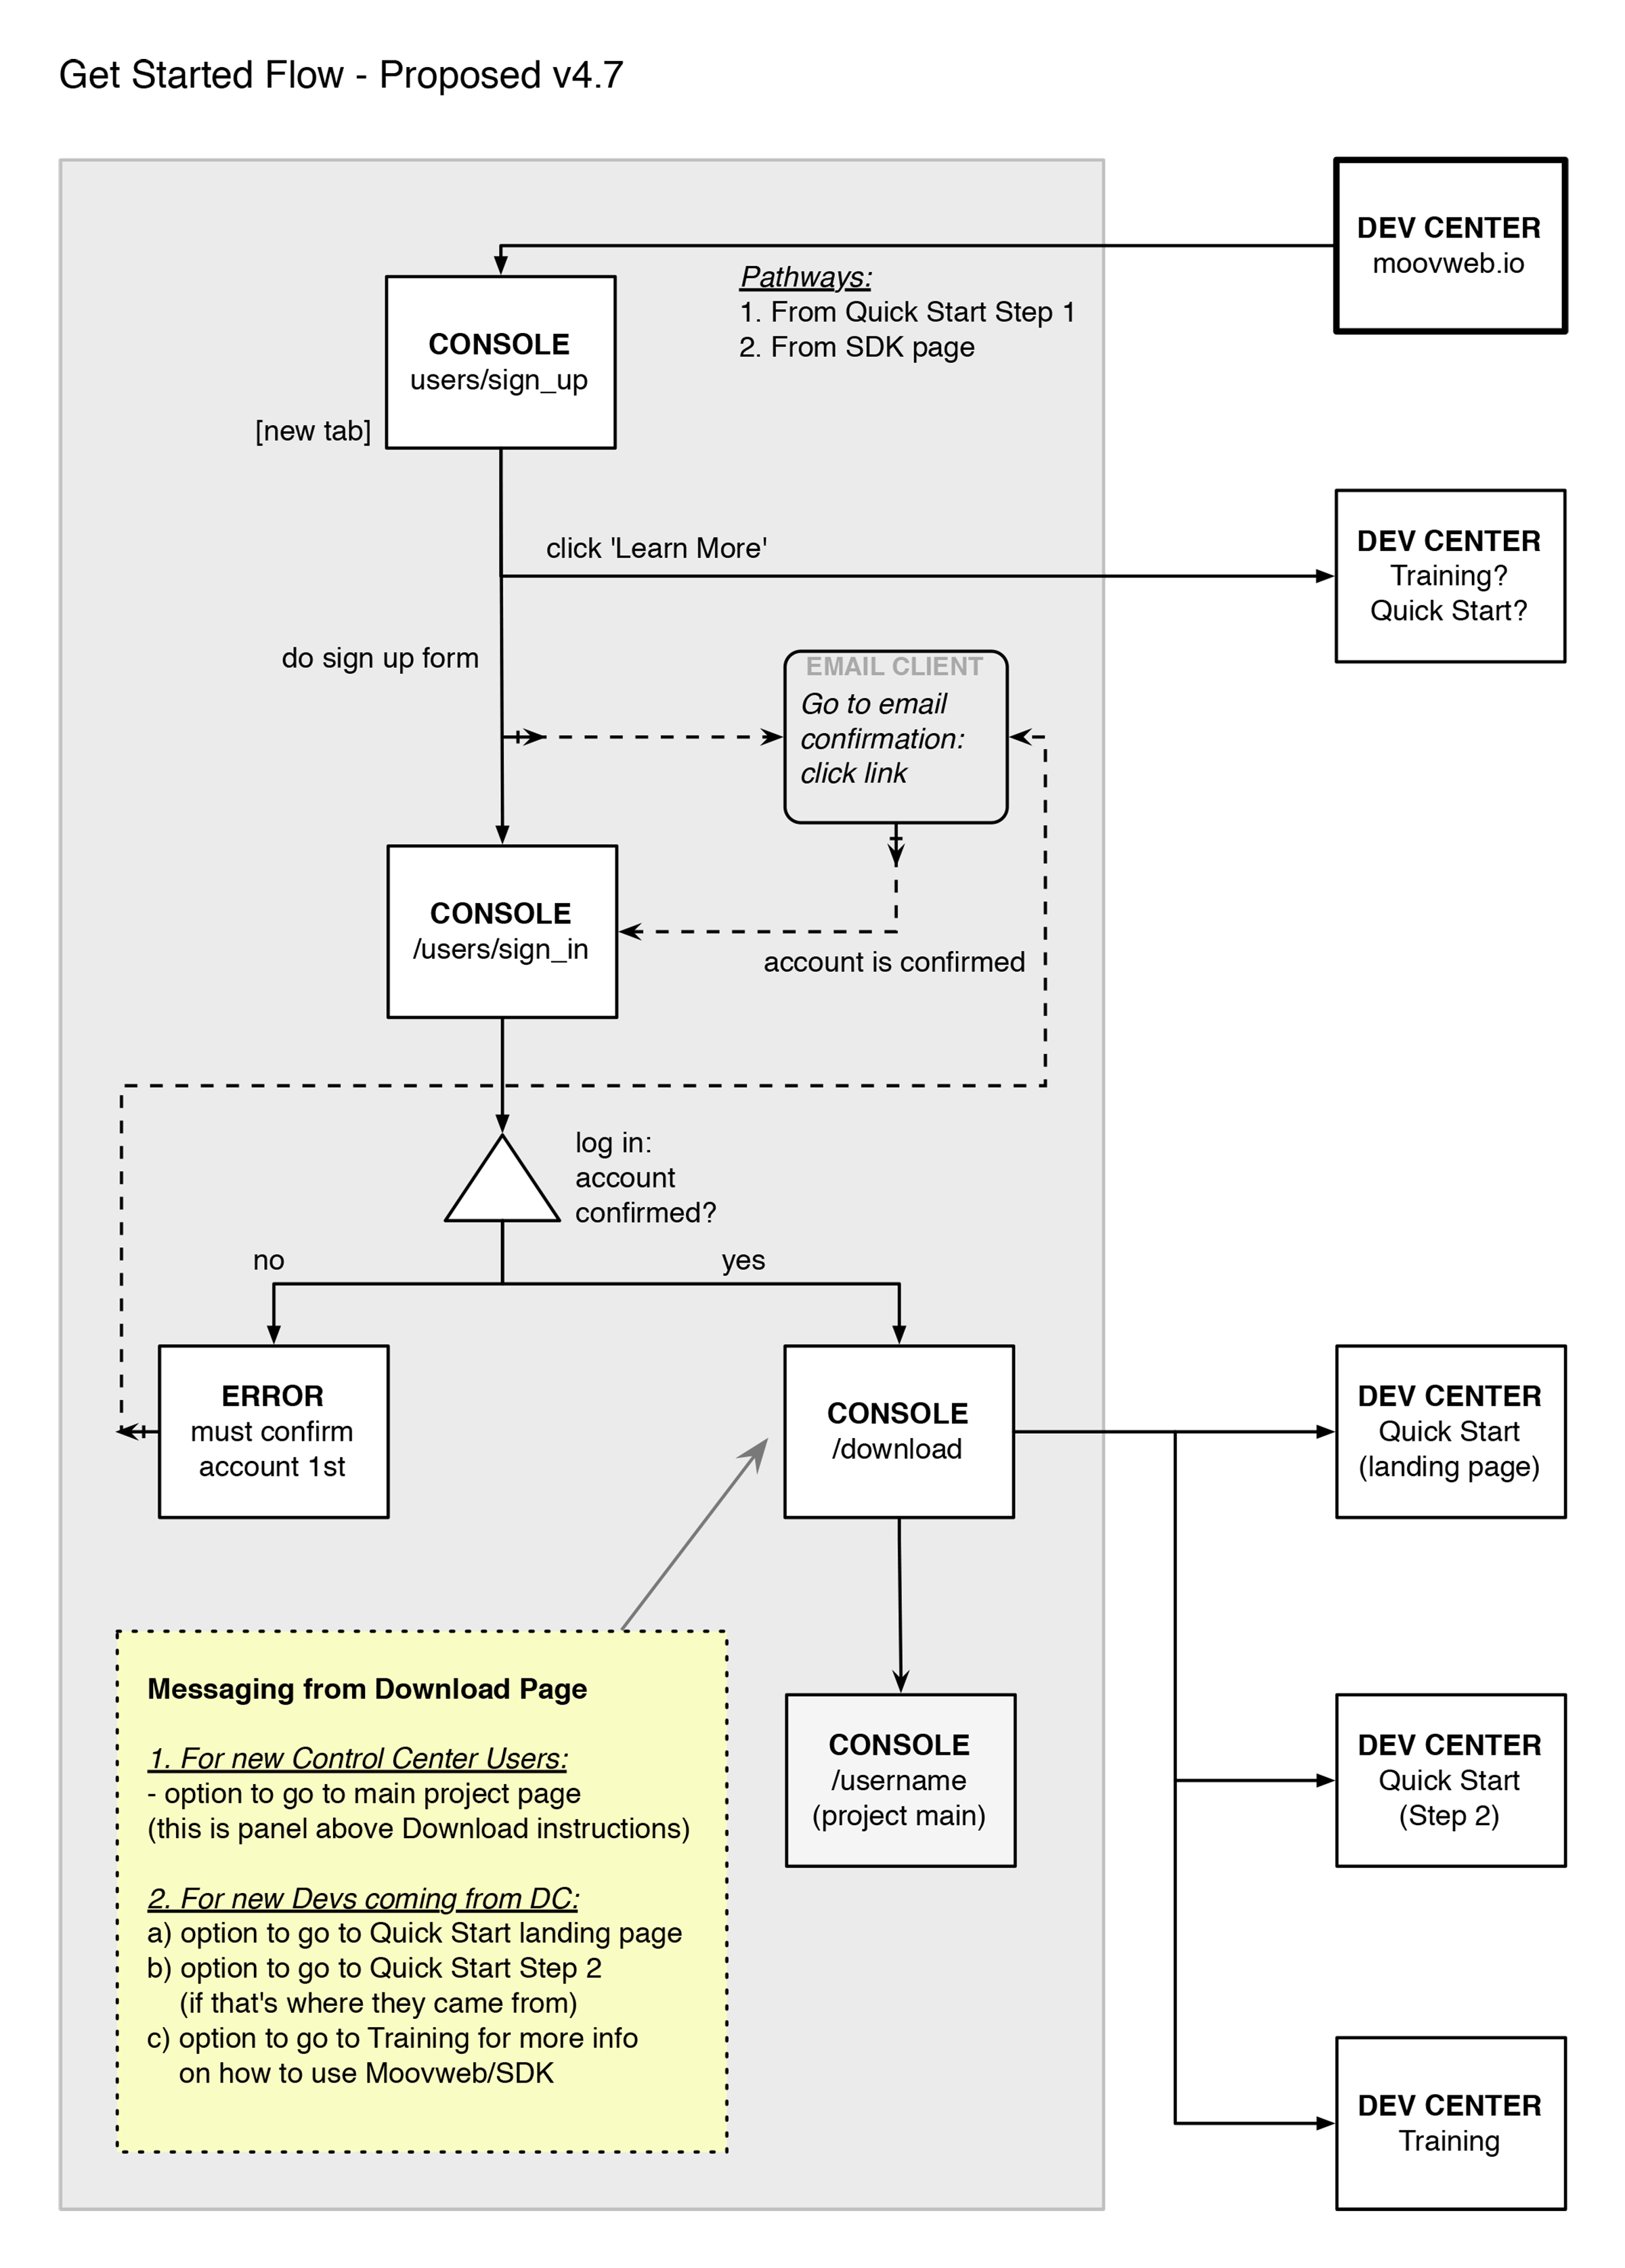 Get Started Flow - Proposed v4.7
DEV CENTER
moovweb.io
Pathways:
1. From Quick Start Step 1
2. From SDK page
CONSOLE
users/sign_up
[new tab]
click 'Learn More'
DEV CENTER
Training?
Quick Start?
do sign up form
EMAIL CLIENT
Go to email
confirmation:
click link
CONSOLE
/users/sign_in
account is confirmed
log in:
account
confirmed?
no
yes
ERROR
must confirm
account 1st
CONSOLE
/download
DEV CENTER
Quick Start
(landing page)
Messaging from Download Page
1. For new Control Center Users:
- option to go to main project page
(this is panel above Download instructions)
2. For new Devs coming from DC:
a) option to go to Quick Start landing page
b) option to go to Quick Start Step 2
(if that's where they came from)
c) option to go to Training for more info
on how to use Moovweb/SDK
CONSOLE
/username
(project main)
DEV CENTER
Quick Start
(Step 2)
DEV CENTER
Training